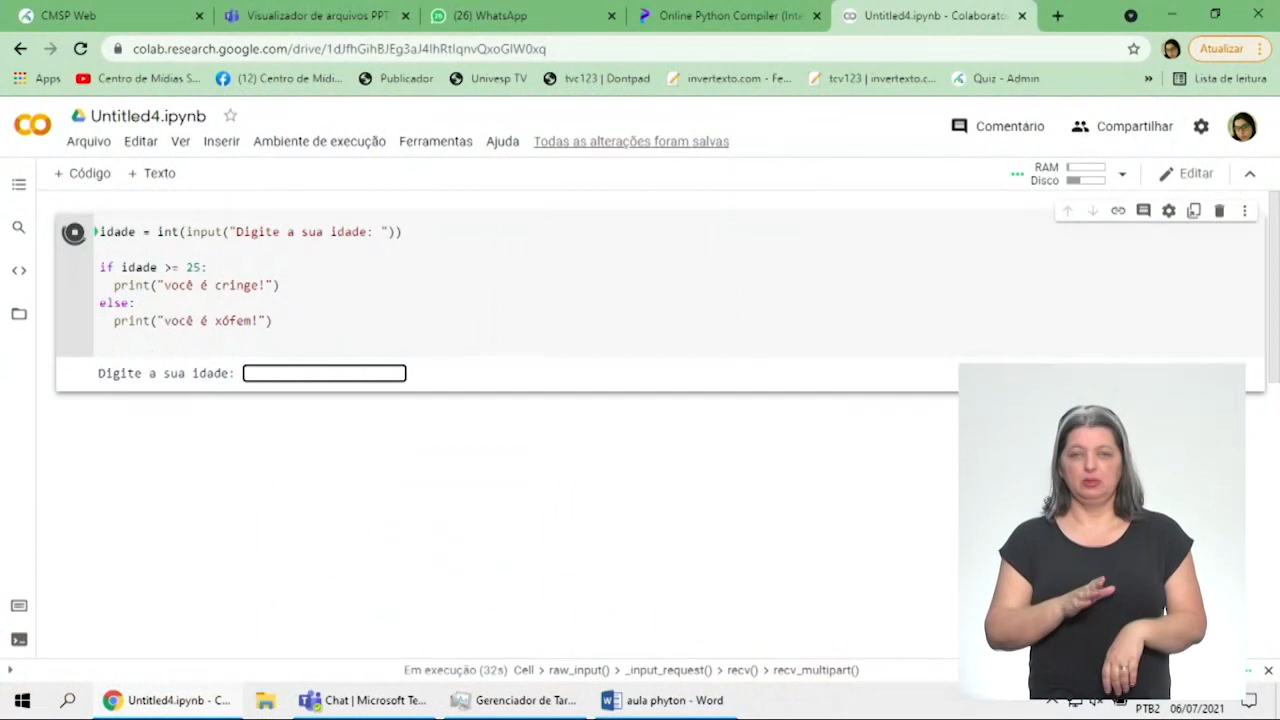 CMSP Web
Visualizador de arquivos PPT
(26) WhatsApp
Online Python Compiler (Inte
Untitled4.ipynb - Colaborato
colab.research.google.com/drive/1dJfhGihBJEg3aJ4lhRtIqnvQxoGlW0xq
Atualizar
Apps
Centro de Mídias S...
(12) Centro de Mídi...
Publicador
Univesp TV
tvc123 | Dontpad
invertexto.com - Fe...
tcv123 | invertexto.c...
Quiz - Admin
»
Lista de leitura
Untitled4.ipynb
Comentário
Compartilhar
Arquivo Editar Ver Inserir Ambiente de execução Ferramentas Ajuda Todas as alterações foram salvas
+ Código + Texto
RAM
Disco
Editar
idade = int(input("Digite a sua idade: "))
if idade >= 25:
print("você é cringe!")
else:
print("você é xófem!")
Digite a sua idade:
Em execução (32s) Cell > raw_input() > _input_request() > recv() > recv_multipart()
Untitled4.ipynb - C...
Chat | Microsoft Te...
Gerenciador de Tar...
aula phyton - Word
PTB2 06/07/2021